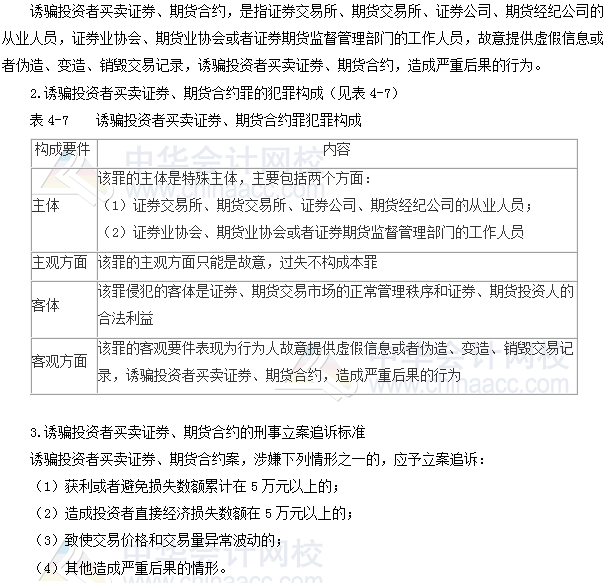 诱骗投资者买卖证券、期货合约，是指证券交易所、期货交易所、证券公司、期货经纪公司的
从业人员，证券业协会、期货业协会或者证券期货监督管理部门的工作人员，故意提供虚假信息或
者伪造、变造、销毁交易记录，诱骗投资者买卖证券、期货合约，造成严重后果的行为。
2.诱骗投资者买卖证券、期货合约罪的犯罪构成（见表 4-7）
表 4-7 诱骗投资者买卖证券、期货合约罪犯罪构成
构成要件 内容
主体
该罪的主体是特殊主体，主要包括两个方面：
（1）证券交易所、期货交易所、证券公司、期货经纪公司的从业人员；
（2）证券业协会、期货业协会或者证券期货监督管理部门的工作人员
主观方面 该罪的主观方面只能是故意，过失不构成本罪
客体
该罪侵犯的客体是证券、期货交易市场的正常管理秩序和证券、期货投资人的
合法利益
客观方面
该罪的客观要件表现为行为人故意提供虚假信息或者伪造、变造、销毁交易记
录，诱骗投资者买卖证券、期货合约，造成严重后果的行为
3.诱骗投资者买卖证券、期货合约的刑事立案追诉标准
诱骗投资者买卖证券、期货合约案，涉嫌下列情形之一的，应予立案追诉：
（1）获利或者避免损失数额累计在 5 万元以上的；
（2）造成投资者直接经济损失数额在 5 万元以上的；
（3）致使交易价格和交易量异常波动的；
（4）其他造成严重后果的情形。
中华会计网校
www.chinaacc.com
中华会计网校
www.chinaacc.com
中华会计网校